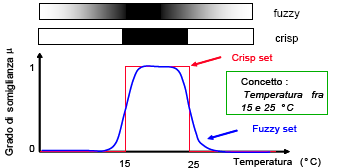 fuzzy
crisp
Grado di somiglianza µ
1
Crisp set
Concetto :
Temperatura fra
15 e 25 °C
Fuzzy set
0
15
25
Temperatura (°C)